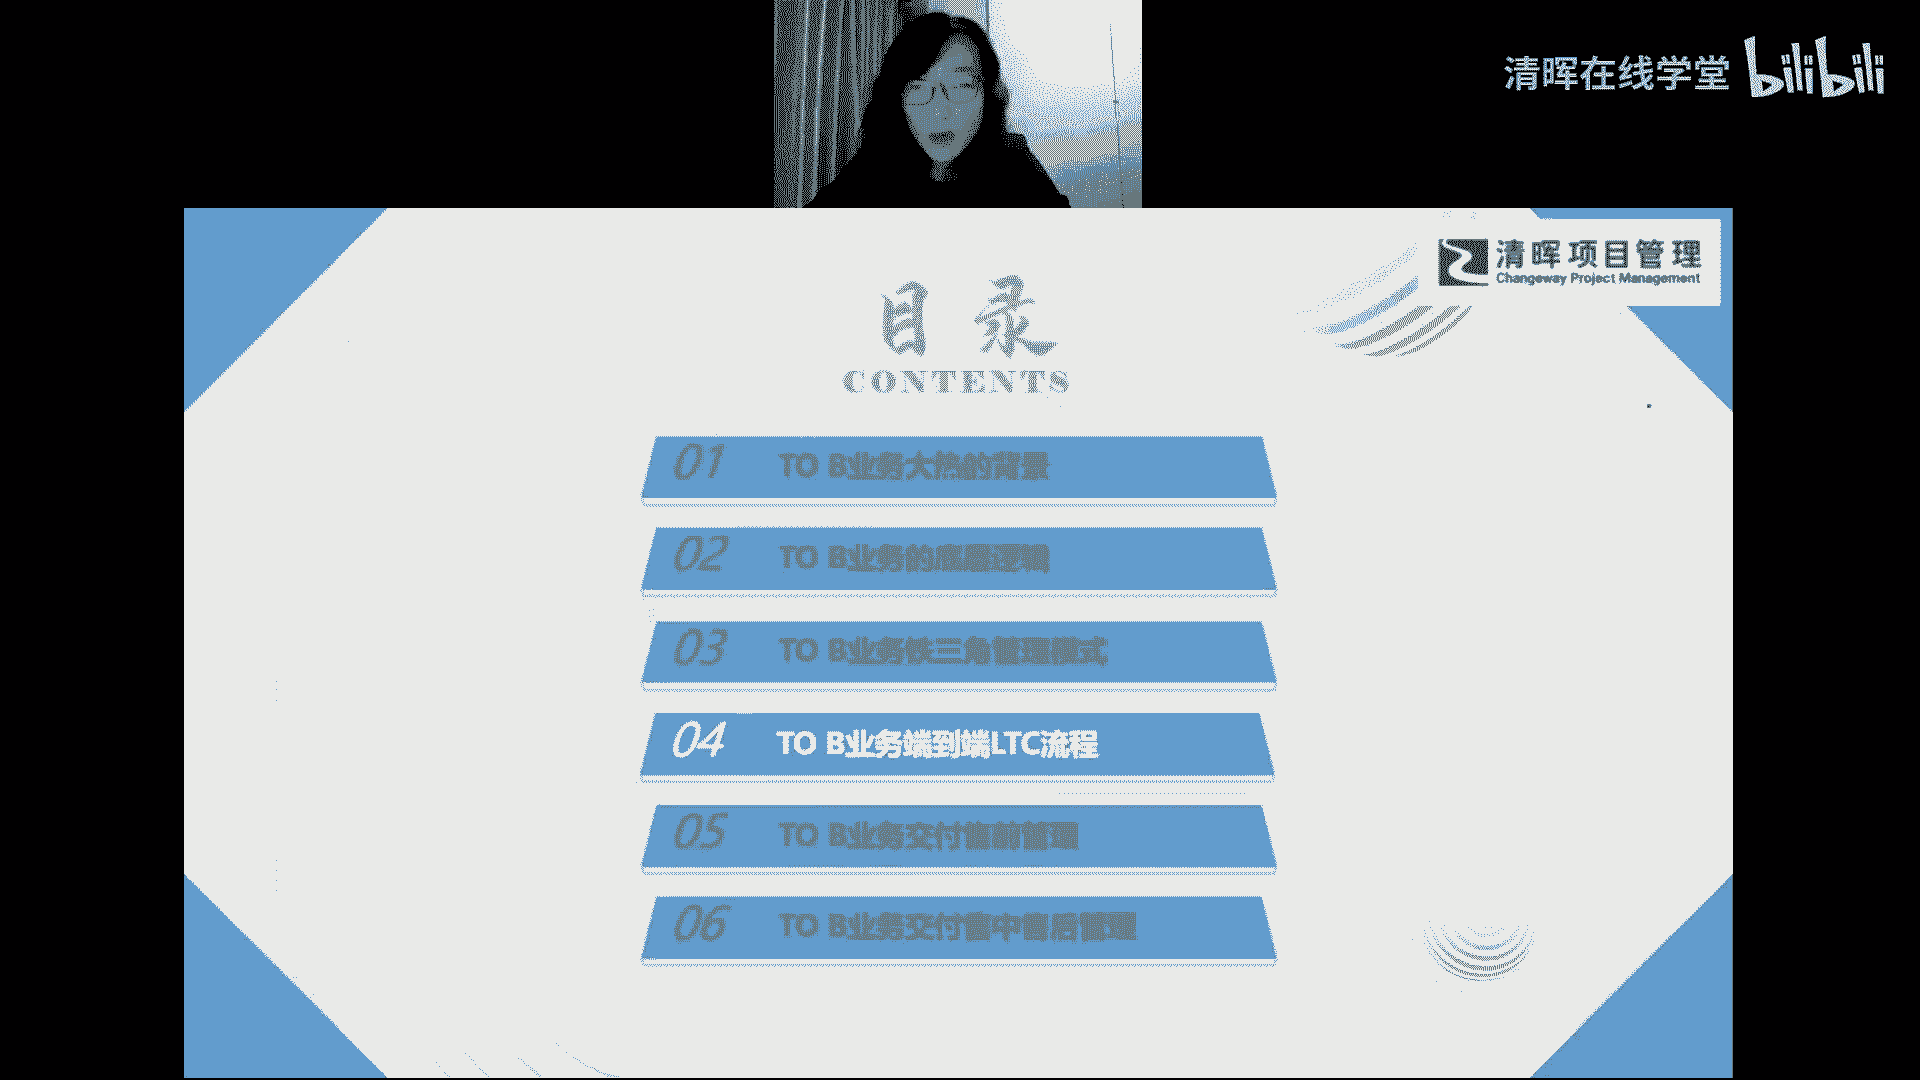 清晖在线学堂 bilibili
清晖项目管理
Changeway Project Management
目录
CONTENTS
01 TO B业务大热的背景
02 TO B业务的底层逻辑
03 TO B业务铁三角管理模式
04 TO B业务端到端LTC流程
05 TO B业务交付售前管理
06 TO B业务交付售中售后管理